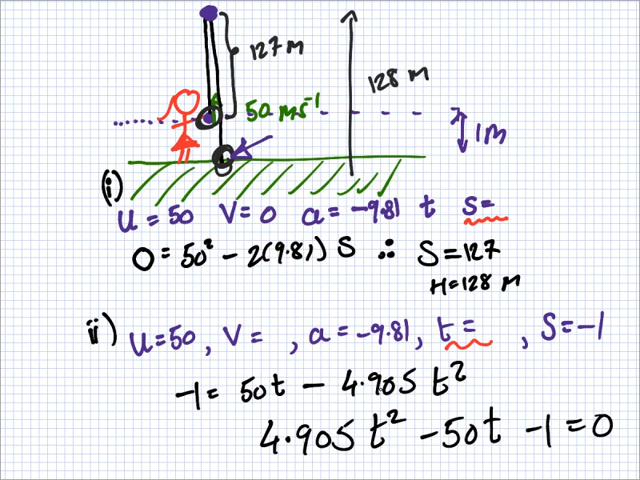 127 M
128 M
50 ms⁻¹
1M
(i)
U = 50 V = 0 a = -9.81 t S =
0 = 50² - 2(9.81) S ∴ S = 127
H = 128 M
ii) U = 50, V = , a = -9.81, t = , S = -1
-1 = 50t - 4.905 t²
4.905 t² - 50t - 1 = 0